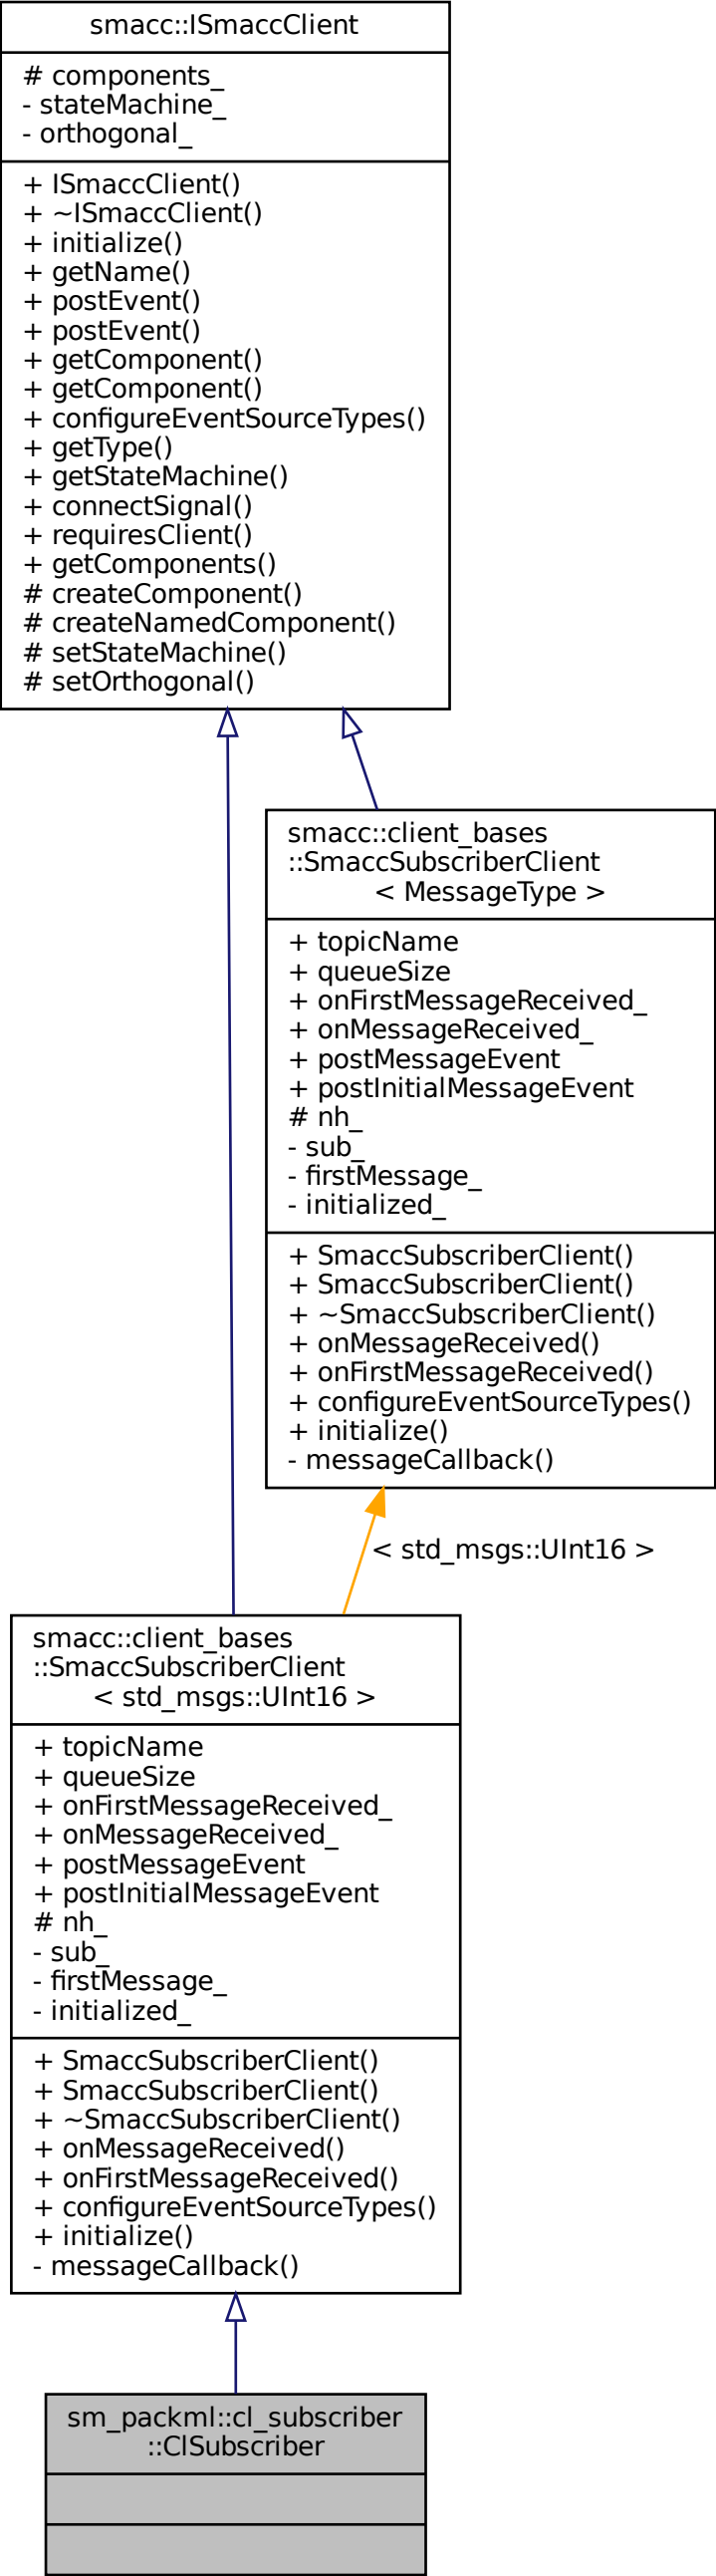 smacc::ISmaccClient
# components_
- stateMachine_
- orthogonal_
+ ISmaccClient()
+ ~ISmaccClient()
+ initialize()
+ getName()
+ postEvent()
+ postEvent()
+ getComponent()
+ getComponent()
+ configureEventSourceTypes()
+ getType()
+ getStateMachine()
+ connectSignal()
+ requiresClient()
+ getComponents()
# createComponent()
# createNamedComponent()
# setStateMachine()
# setOrthogonal()
smacc::client_bases
::SmaccSubscriberClient
< MessageType >
+ topicName
+ queueSize
+ onFirstMessageReceived_
+ onMessageReceived_
+ postMessageEvent
+ postInitialMessageEvent
# nh_
- sub_
- firstMessage_
- initialized_
+ SmaccSubscriberClient()
+ SmaccSubscriberClient()
+ ~SmaccSubscriberClient()
+ onMessageReceived()
+ onFirstMessageReceived()
+ configureEventSourceTypes()
+ initialize()
- messageCallback()
< std_msgs::UInt16 >
smacc::client_bases
::SmaccSubscriberClient
< std_msgs::UInt16 >
+ topicName
+ queueSize
+ onFirstMessageReceived_
+ onMessageReceived_
+ postMessageEvent
+ postInitialMessageEvent
# nh_
- sub_
- firstMessage_
- initialized_
+ SmaccSubscriberClient()
+ SmaccSubscriberClient()
+ ~SmaccSubscriberClient()
+ onMessageReceived()
+ onFirstMessageReceived()
+ configureEventSourceTypes()
+ initialize()
- messageCallback()
sm_packml::cl_subscriber
::ClSubscriber